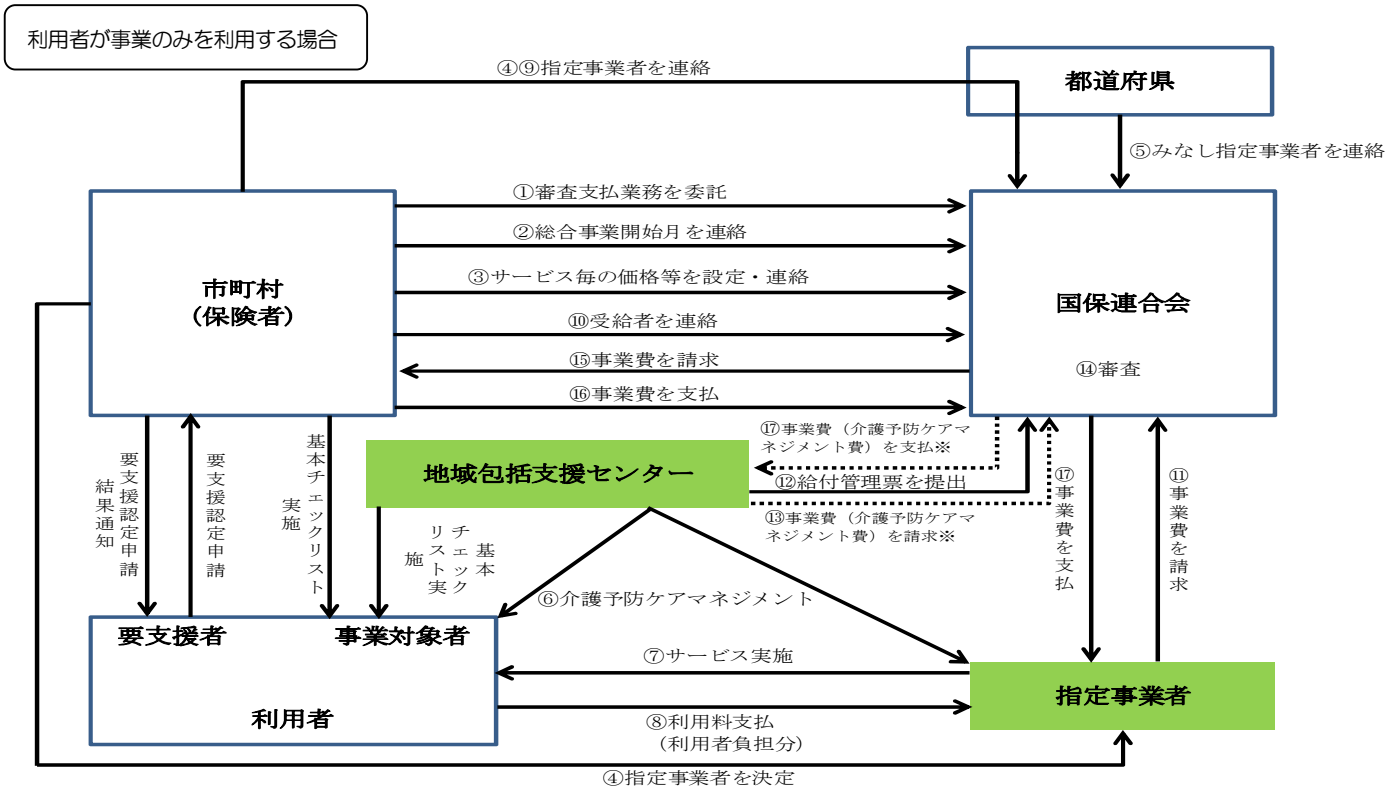 利用者が事業のみを利用する場合
④⑨指定事業者を連絡
都道府県
⑤みなし指定事業者を連絡
①審査支払業務を委託
②総合事業開始月を連絡
③サービス毎の価格等を設定・連絡
市町村
(保険者)
国保連合会
⑩受給者を連絡
⑮事業費を請求
⑭審査
⑯事業費を支払
要支援認定申請
結果通知
要支援認定申請
基本チェックリスト
実施
地域包括支援センター
⑰事業費（介護予防ケアマ
ネジメント費）を支払※
⑫給付管理票を提出
⑬事業費（介護予防ケアマ
ネジメント費）を請求※
⑰事業費を支払
⑪事業費を請求
基本
チェック
リスト実
施
⑥介護予防ケアマネジメント
要支援者
事業対象者
利用者
⑦サービス実施
⑧利用料支払
(利用者負担分)
指定事業者
④指定事業者を決定